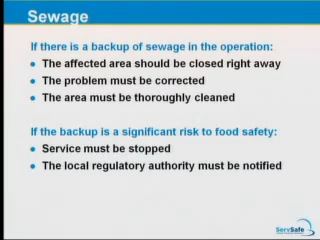 Sewage
If there is a backup of sewage in the operation:
The affected area should be closed right away
The problem must be corrected
The area must be thoroughly cleaned
If the backup is a significant risk to food safety:
Service must be stopped
The local regulatory authority must be notified
ServSafe